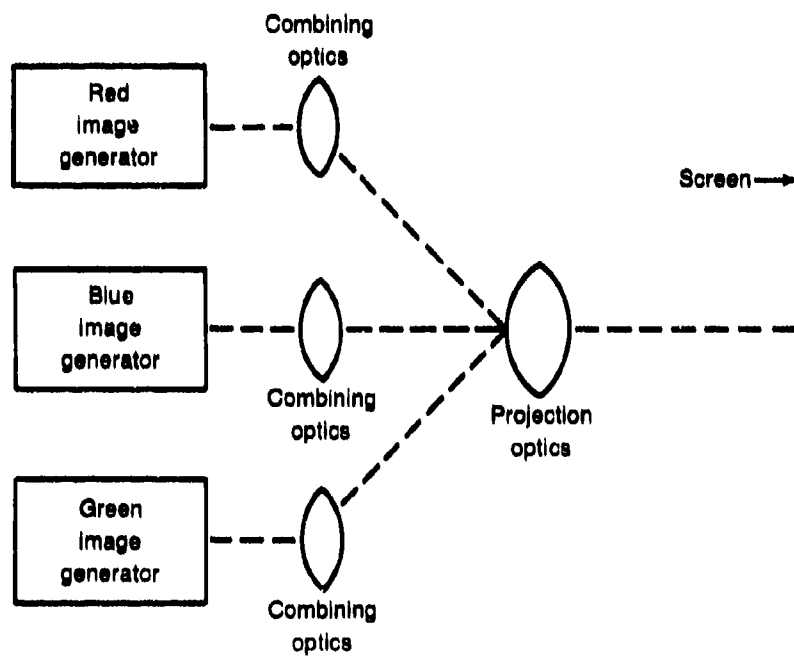 Combining
optics
Red
image
generator
Screen
Blue
image
generator
Combining
optics
Projection
optics
Green
image
generator
Combining
optics